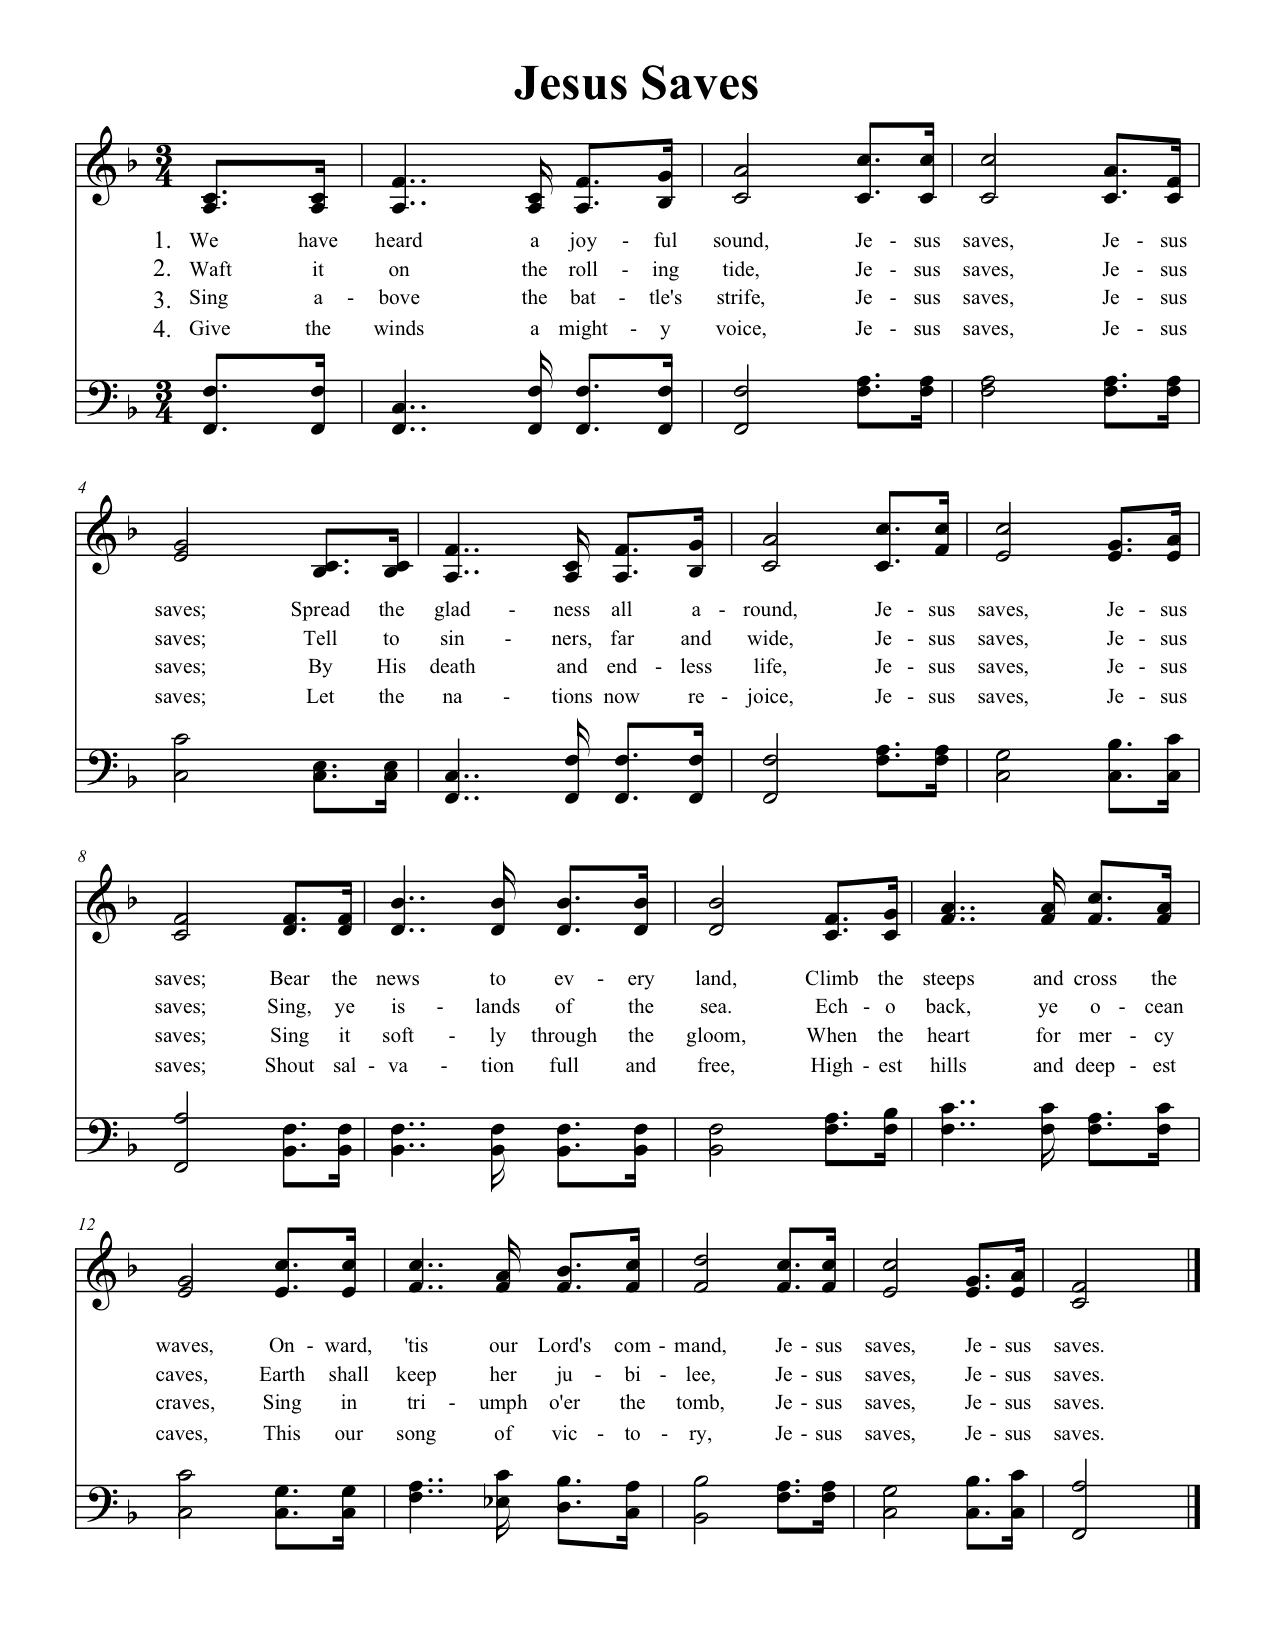 Jesus Saves
3 4
1. We have heard a joy - ful sound, Je - sus saves, Je - sus
2. Waft it on the roll - ing tide, Je - sus saves, Je - sus
3. Sing a - bove the bat - tle's strife, Je - sus saves, Je - sus
4. Give the winds a might - y voice, Je - sus saves, Je - sus
3 4
4
saves; Spread the glad - ness all a - round, Je - sus saves, Je - sus
saves; Tell to sin - ners, far and wide, Je - sus saves, Je - sus
saves; By His death and end - less life, Je - sus saves, Je - sus
saves; Let the na - tions now re - joice, Je - sus saves, Je - sus
8
saves; Bear the news to ev - ery land, Climb the steeps and cross the
saves; Sing, ye is - lands of the sea. Ech - o back, ye o - cean
saves; Sing it soft - ly through the gloom, When the heart for mer - cy
saves; Shout sal - va - tion full and free, High - est hills and deep - est
12
waves, On - ward, 'tis our Lord's com - mand, Je - sus saves, Je - sus saves.
caves, Earth shall keep her ju - bi - lee, Je - sus saves, Je - sus saves.
craves, Sing in tri - umph o'er the tomb, Je - sus saves, Je - sus saves.
caves, This our song of vic - to - ry, Je - sus saves, Je - sus saves.